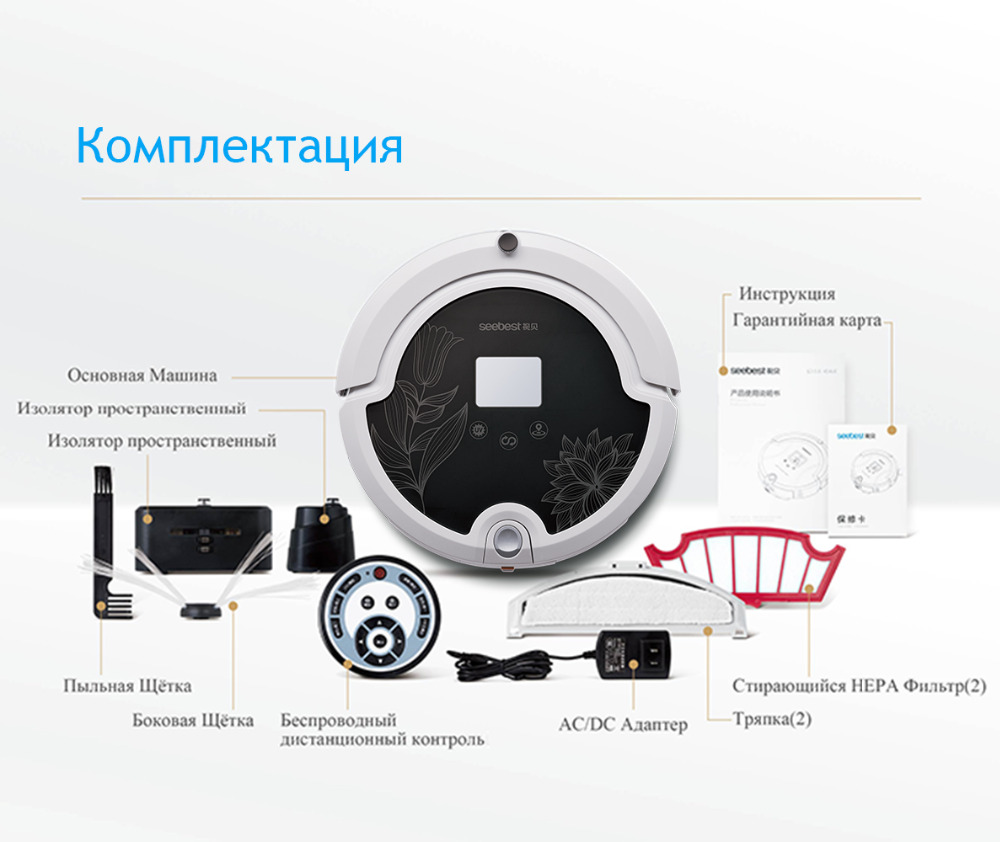 Комплектация
Инструкция
Гарантийная карта
Основная Машина
Изолятор пространственный
Изолятор пространственный
seebest 视贝
seebest 视贝
产品使用说明书
seebest 视贝
保修卡
Пыльная Щётка
Боковая Щётка
Беспроводный
дистанционный контроль
AC/DC Адаптер
Стирающийся HEPA Фильтр(2)
Тряпка(2)